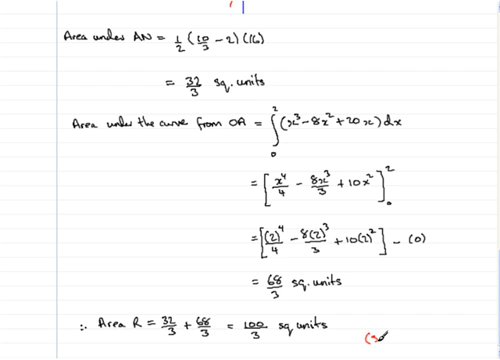 Area under AN = 1/2 (10/3 - 2)(16)
= 32/3 sq. units
Area under the curve from OA = ∫₀² (x³ - 8x² + 20x) dx
= [x⁴/4 - 8x³/3 + 10x²]₀²
= [(2)⁴/4 - 8(2)³/3 + 10(2)²] - (0)
= 68/3 sq. units
∴ Area R = 32/3 + 68/3 = 100/3 sq units